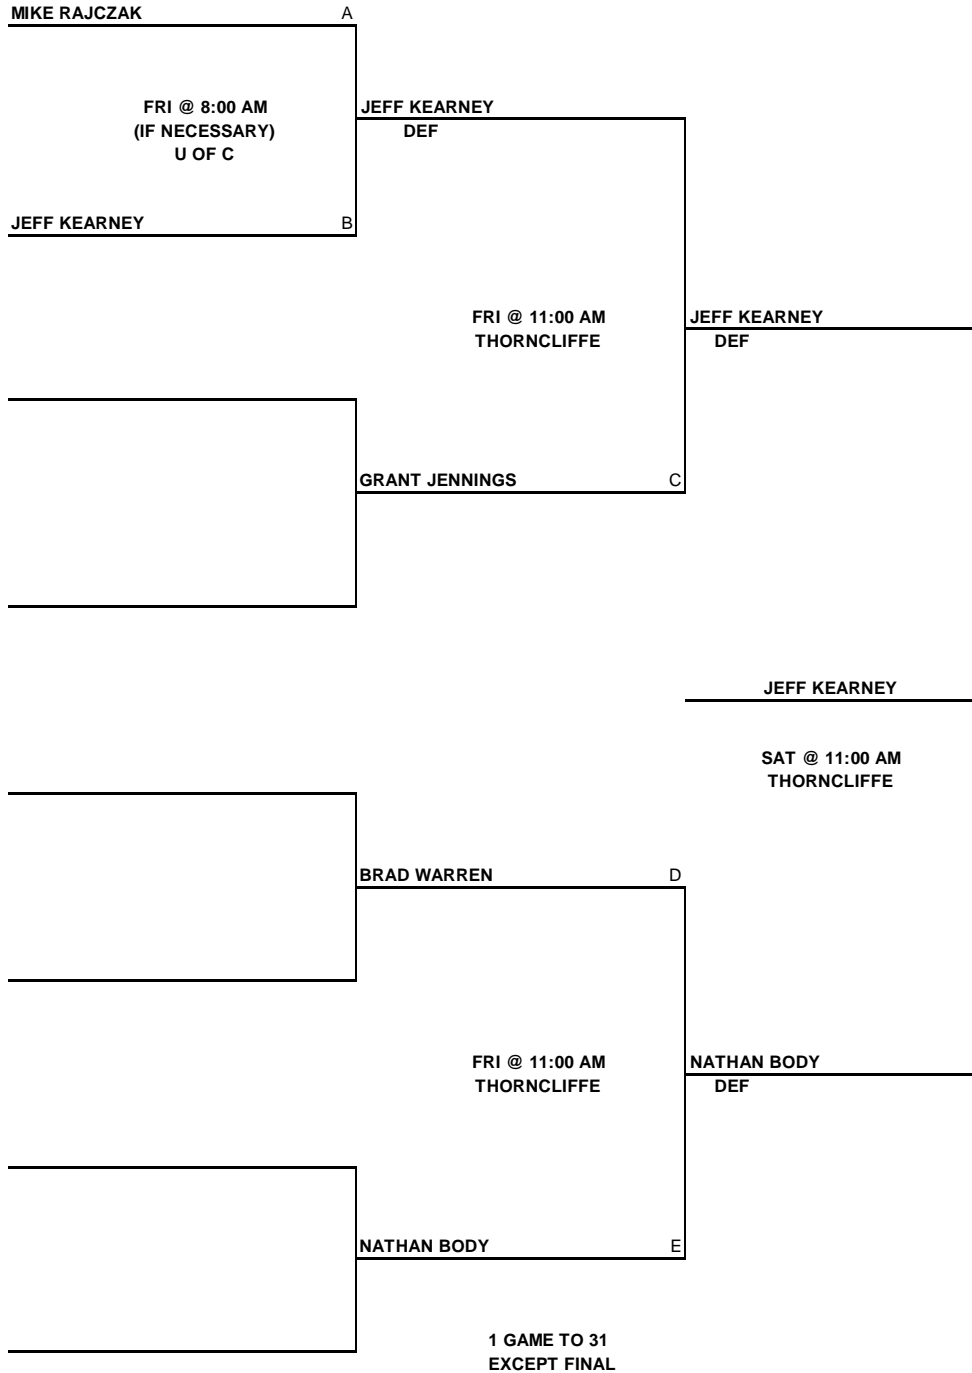 MIKE RAJCZAK A
FRI @ 8:00 AM
(IF NECESSARY)
U OF C
JEFF KEARNEY
DEF
JEFF KEARNEY B
FRI @ 11:00 AM
THORNCLIFFE
JEFF KEARNEY
DEF
GRANT JENNINGS C
JEFF KEARNEY
SAT @ 11:00 AM
THORNCLIFFE
BRAD WARREN D
FRI @ 11:00 AM
THORNCLIFFE
NATHAN BODY
DEF
NATHAN BODY E
1 GAME TO 31
EXCEPT FINAL